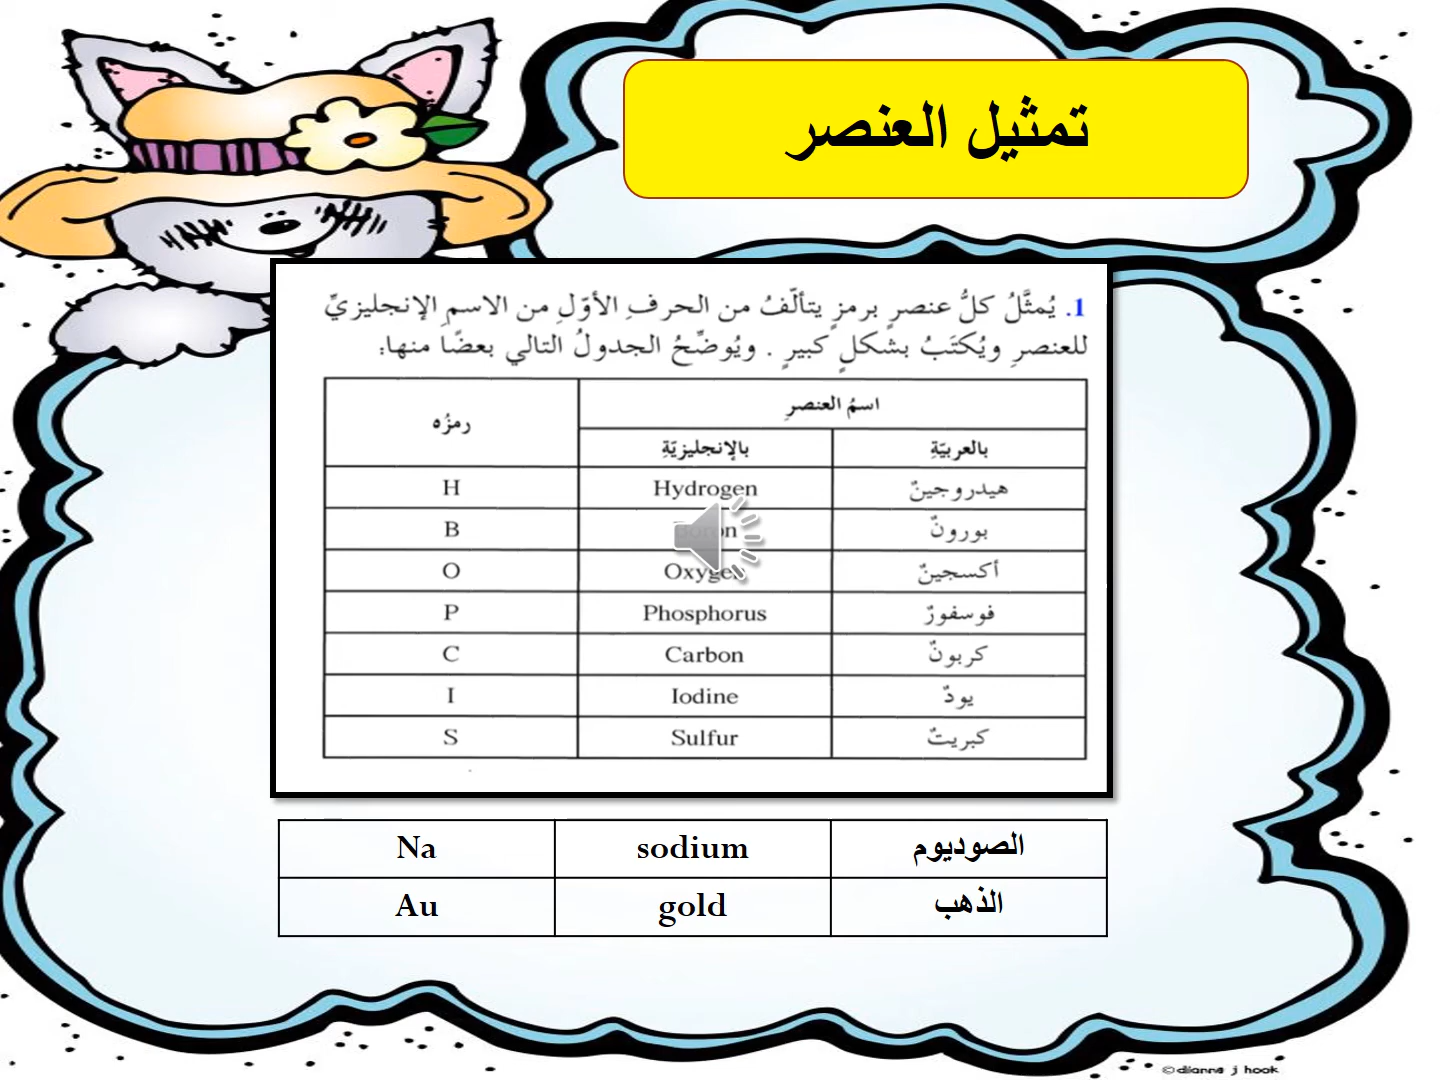 تمثيل العنصر
1. يُمثَّلُ كلُّ عنصرٍ برمزٍ يتألّفُ من الحرفِ الأوّلِ من الاسمِ الإنجليزيِّ
للعنصرِ ويُكتَبُ بشكلٍ كبيرٍ . ويُوضِّحُ الجدولُ التالي بعضًا منها:
اسمُ العنصرِ رمزُه
بالعربيّةِ بالإنجليزيّةِ
هيدروجينٌ Hydrogen H
بورونٌ Boron B
أكسجينٌ Oxygen O
فوسفورٌ Phosphorus P
كربونٌ Carbon C
يودٌ Iodine I
كبريتٌ Sulfur S
الصوديوم sodium Na
الذهب gold Au
©dianne j hook